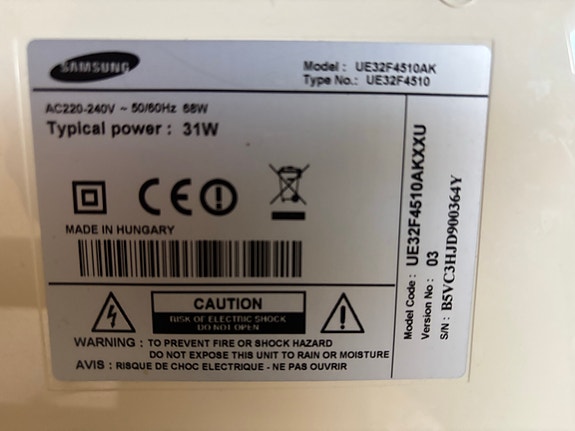 SAMSUNG
Model : UE32F4510AK
Type No.: UE32F4510
AC220-240V ~ 50/60Hz 68W
Typical power : 31W
CE
MADE IN HUNGARY
CAUTION
RISK OF ELECTRIC SHOCK
DO NOT OPEN
WARNING : TO PREVENT FIRE OR SHOCK HAZARD
DO NOT EXPOSE THIS UNIT TO RAIN OR MOISTURE
AVIS : RISQUE DE CHOC ELECTRIQUE - NE PAS OUVRIR
Model Code : UE32F4510AKXXU
Version No : 03
S/N : B5VC3HJD900364Y